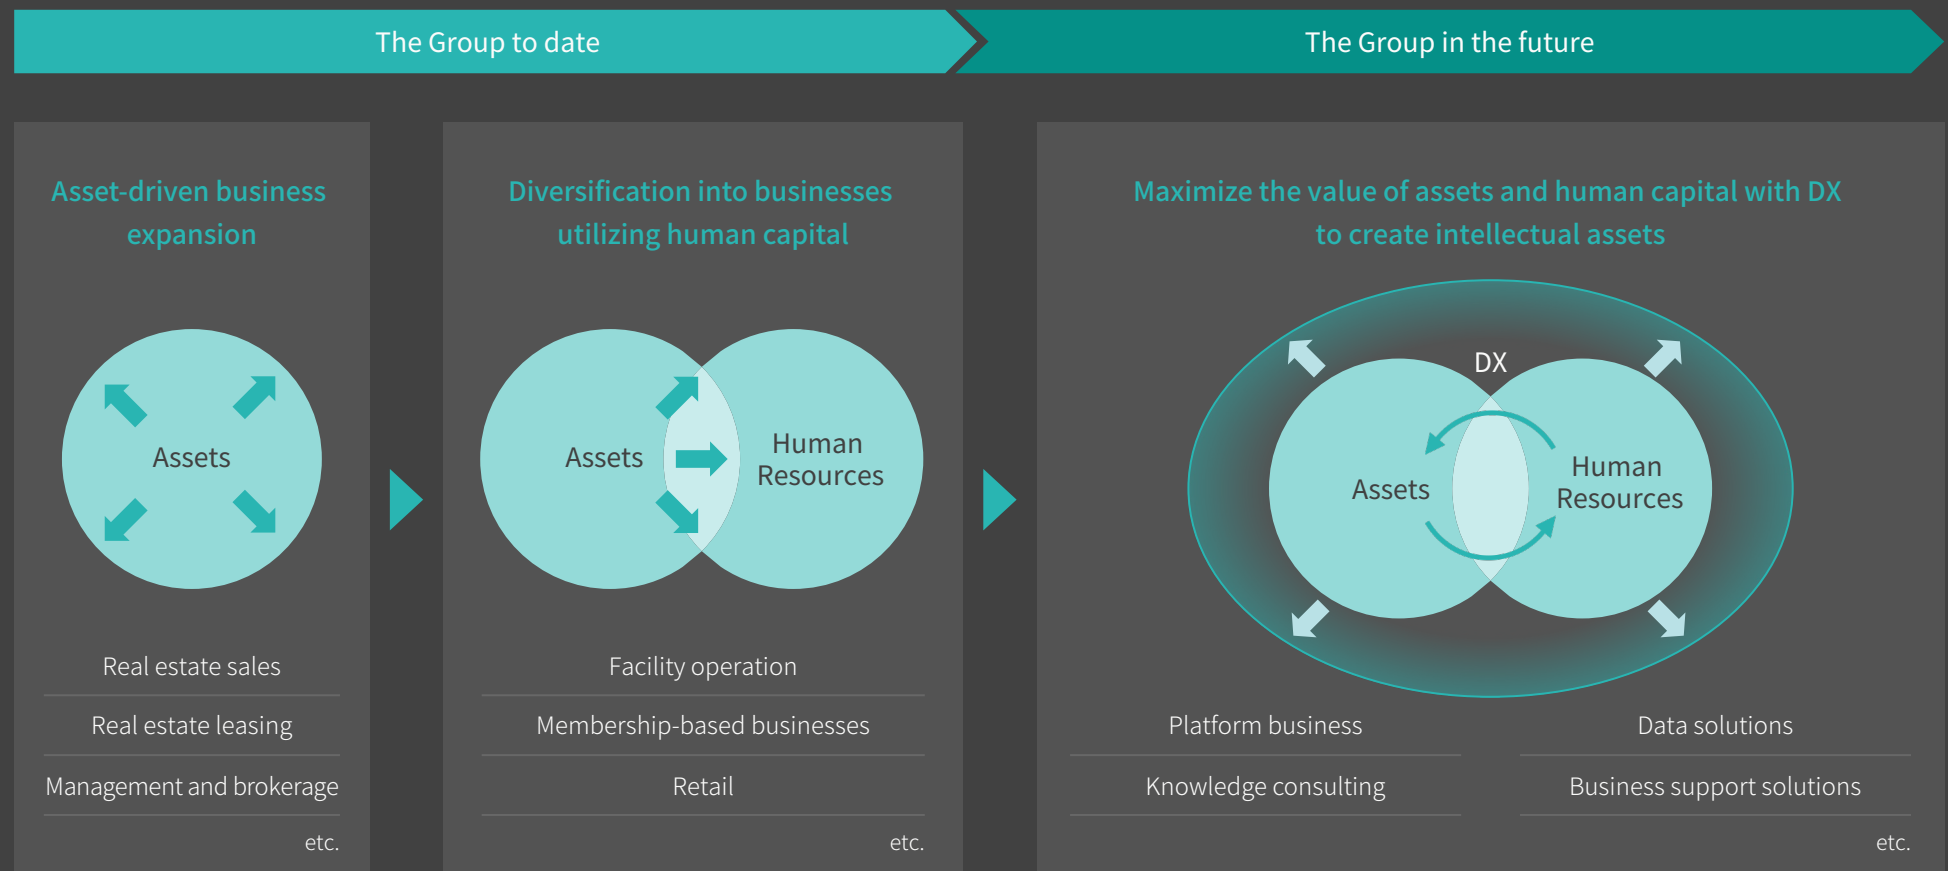 The Group to date
The Group in the future
Asset-driven business
expansion
Assets
Real estate sales
Real estate leasing
Management and brokerage
etc.
Diversification into businesses
utilizing human capital
Assets
Human
Resources
Facility operation
Membership-based businesses
Retail
etc.
Maximize the value of assets and human capital with DX
to create intellectual assets
DX
Assets
Human
Resources
Platform business
Data solutions
Knowledge consulting
Business support solutions
etc.